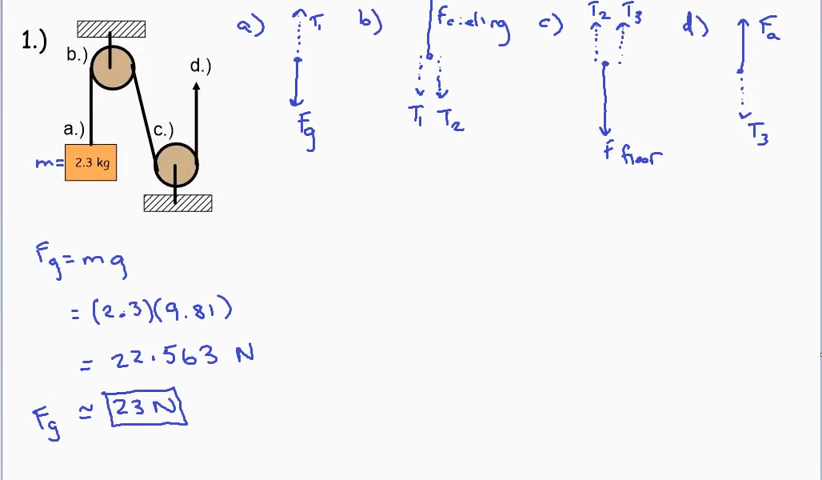 1.)
b.)
a.)
m= 2.3 kg
c.)
d.)
a) T1
Fg
b) Fcieling
T1 T2
c) T2 T3
F floor
d) Fa
T3
Fg = mg
= (2.3)(9.81)
= 22.563 N
Fg ≃ 23 N